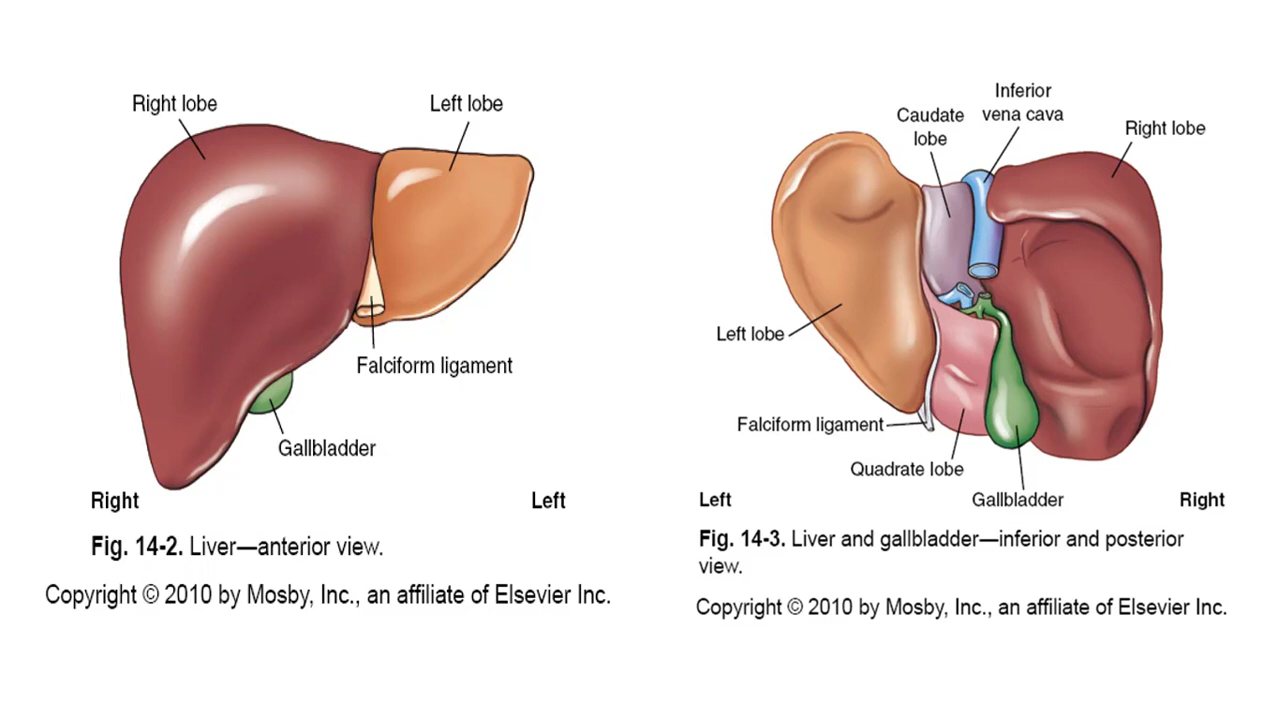 Right lobe
Left lobe
Falciform ligament
Gallbladder
Right
Left
Fig. 14-2. Liver—anterior view.
Copyright © 2010 by Mosby, Inc., an affiliate of Elsevier Inc.
Inferior
vena cava
Caudate
lobe
Right lobe
Left lobe
Falciform ligament
Quadrate lobe
Gallbladder
Left
Right
Fig. 14-3. Liver and gallbladder—inferior and posterior
view.
Copyright © 2010 by Mosby, Inc., an affiliate of Elsevier Inc.